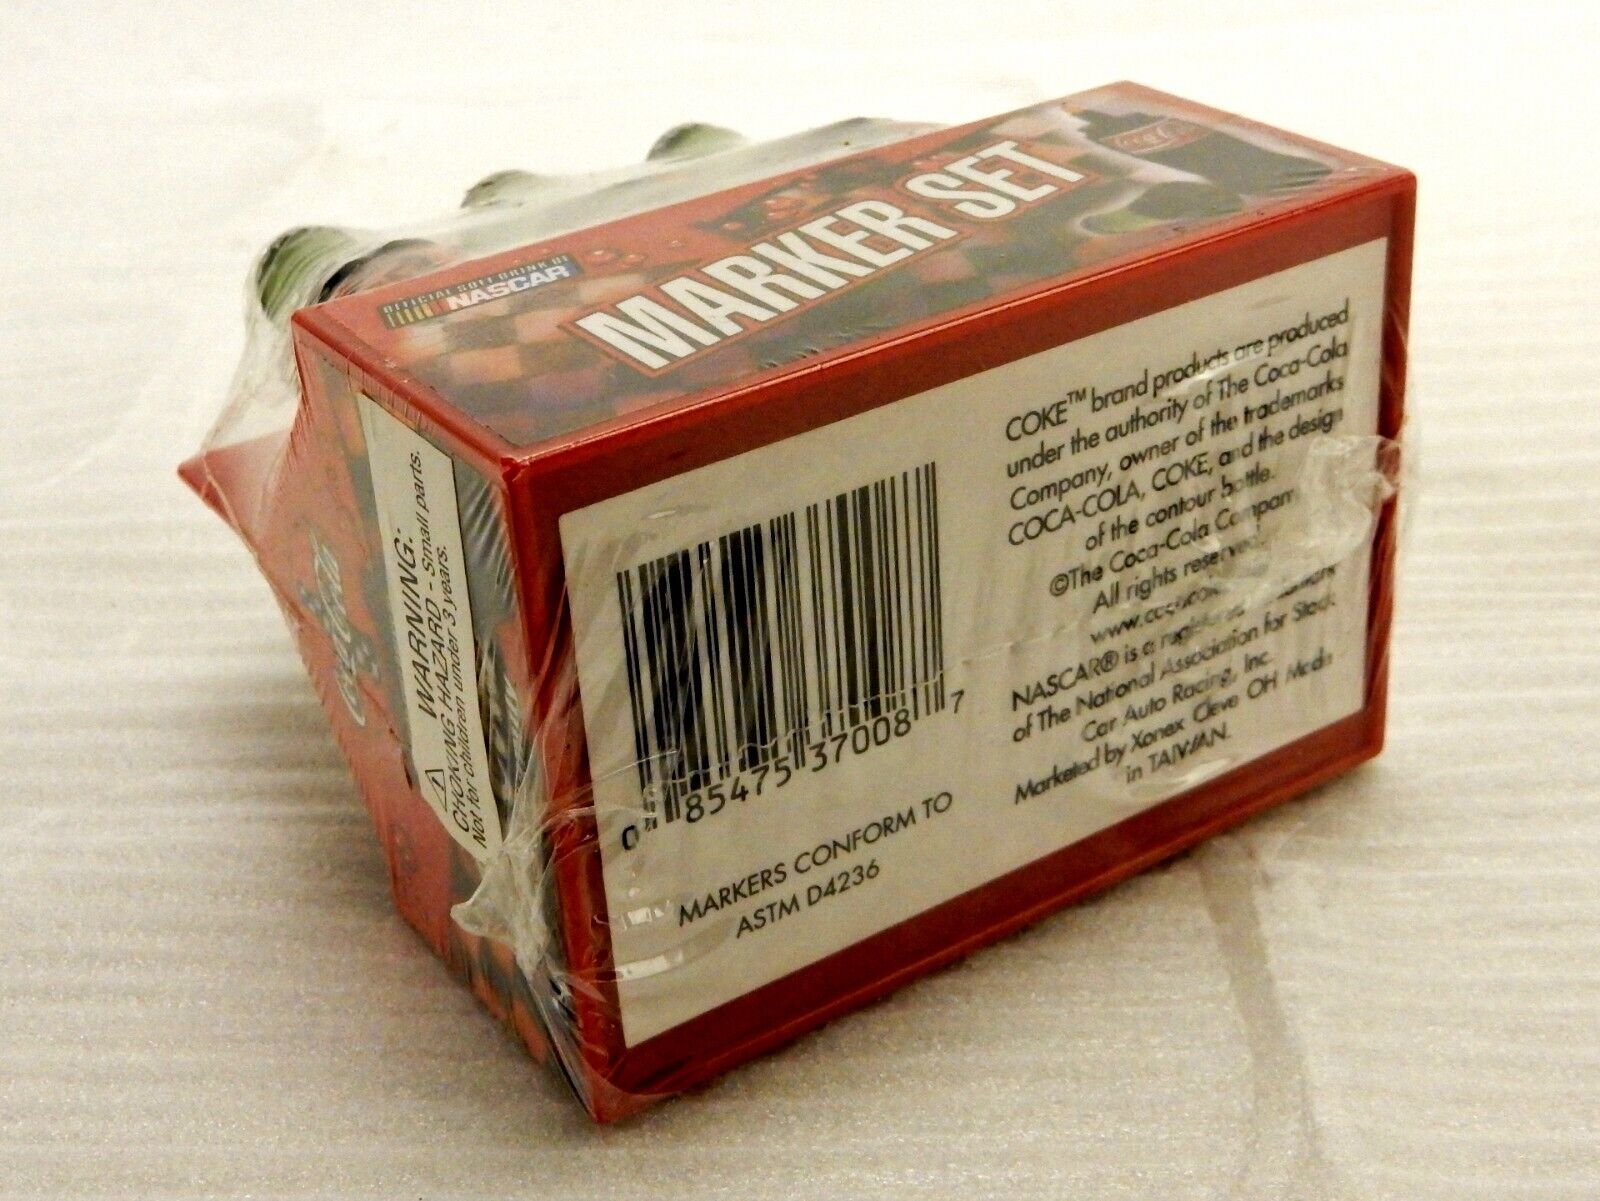 OFFICIAL SOFT DRINK OF
NASCAR
MARKER SET
WARNING:
CHOKING HAZARD - Small parts.
Not for children under 3 years.
Coca-Cola
0 85475 37008 7
MARKERS CONFORM TO
ASTM D4236
COKE™ brand products are produced
under the authority of The Coca-Cola
Company, owner of the trademarks
COCA-COLA, COKE, and the design
of the contour bottle.
©The Coca-Cola Company
All rights reserved.
NASCAR® is a registered
of The National Association for Stock
Car Auto Racing, Inc.
Marketed by Xonex Cleve OH Made
in TAIWAN.